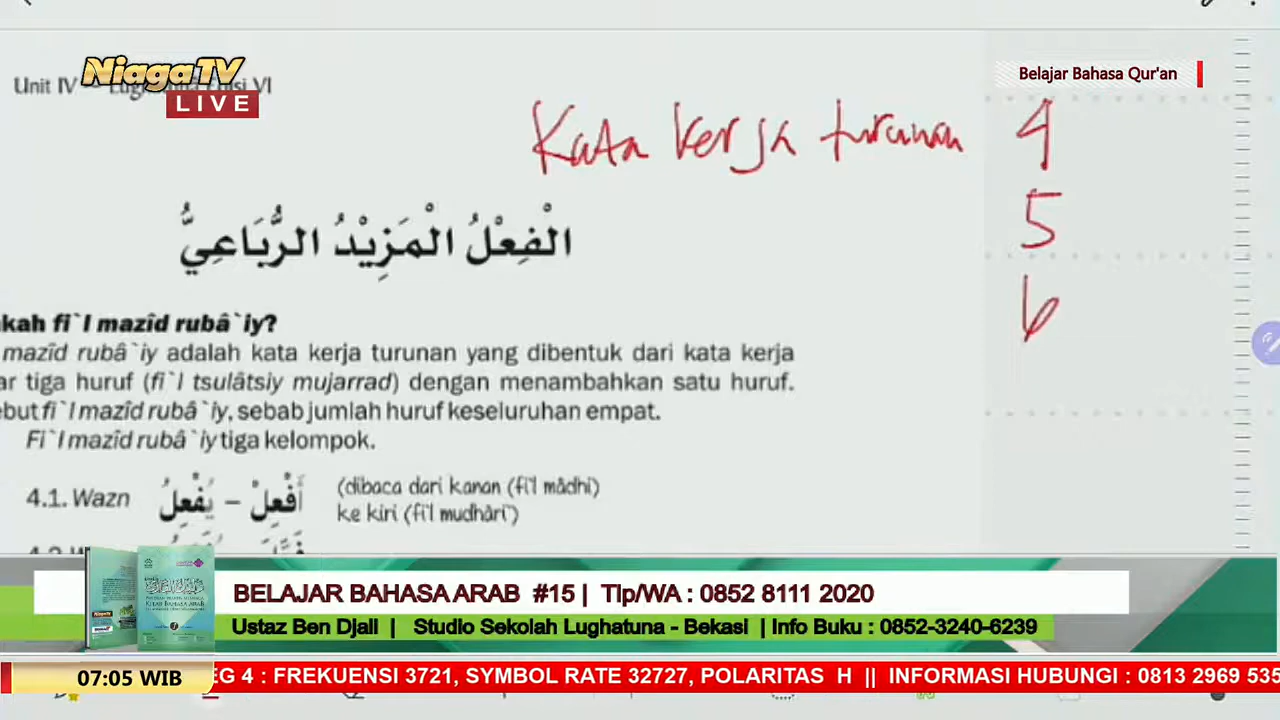 NiagaTV
LIVE
Unit IV
Belajar Bahasa Qur'an
Kata kerja turunan 4
5
6
الْفِعْلُ الْمَزِيْدُ الرُّبَاعِيُّ
kah fi`l mazîd rubâ`iy?
mazîd rubâ`iy adalah kata kerja turunan yang dibentuk dari kata kerja
ar tiga huruf (fi`l tsulâtsiy mujarrad) dengan menambahkan satu huruf.
ebut fi`l mazîd rubâ`iy, sebab jumlah huruf keseluruhan empat.
Fi`l mazîd rubâ`iy tiga kelompok.
4.1. Wazn أَفْعِلْ – يُفْعِلُ (dibaca dari kanan (fi'l mâdhi)
ke kiri (fi'l mudhâri')
BELAJAR BAHASA ARAB #15 | Tlp/WA : 0852 8111 2020
Ustaz Ben Djali | Studio Sekolah Lughatuna - Bekasi | Info Buku : 0852-3240-6239
07:05 WIB
EG 4 : FREKUENSI 3721, SYMBOL RATE 32727, POLARITAS H || INFORMASI HUBUNGI : 0813 2969 535